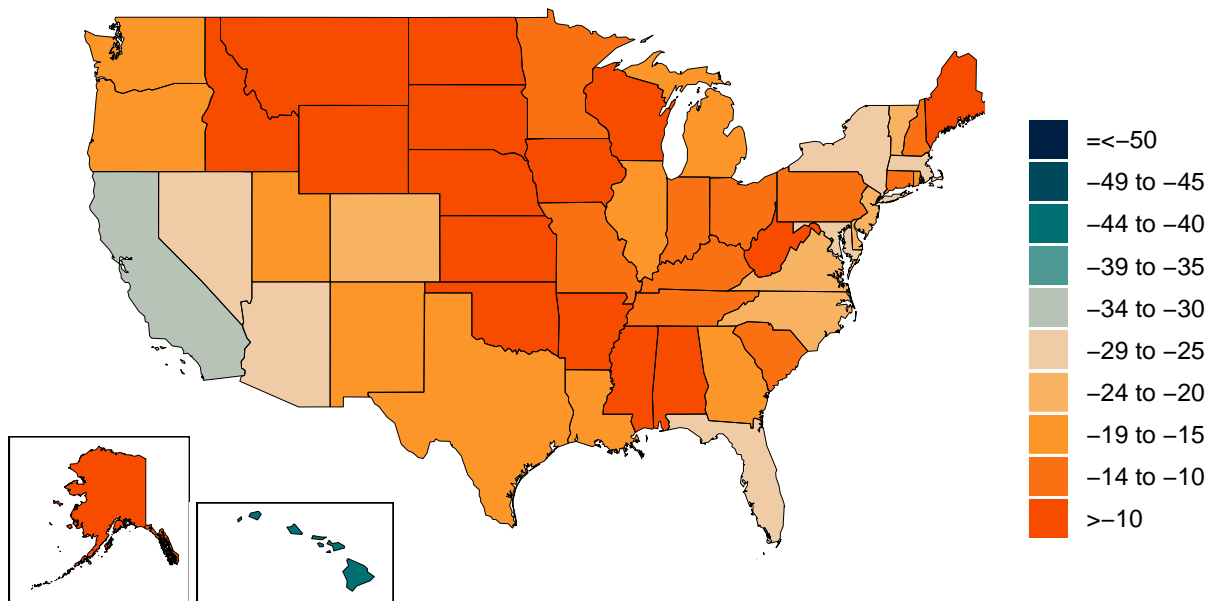 =<−50
−49 to −45
−44 to −40
−39 to −35
−34 to −30
−29 to −25
−24 to −20
−19 to −15
−14 to −10
>−10